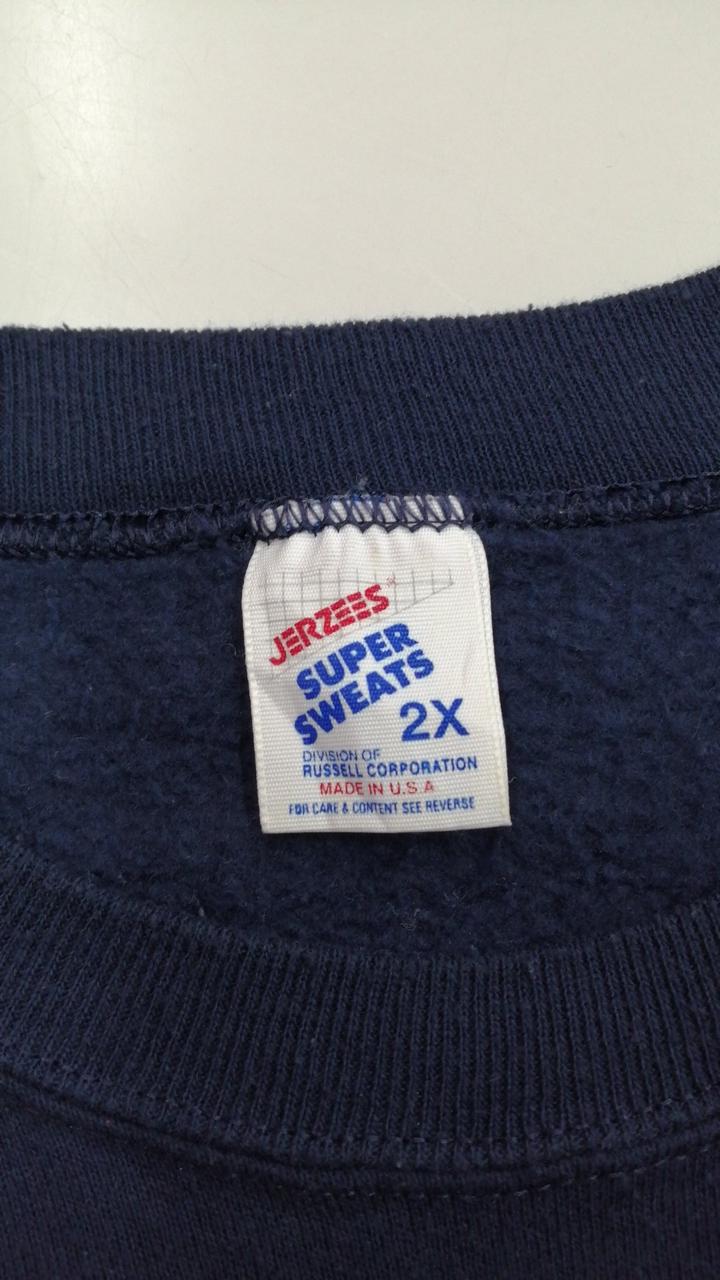 JERZEES
SUPER
SWEATS
2X
DIVISION OF
RUSSELL CORPORATION
MADE IN U.S.A
FOR CARE & CONTENT SEE REVERSE